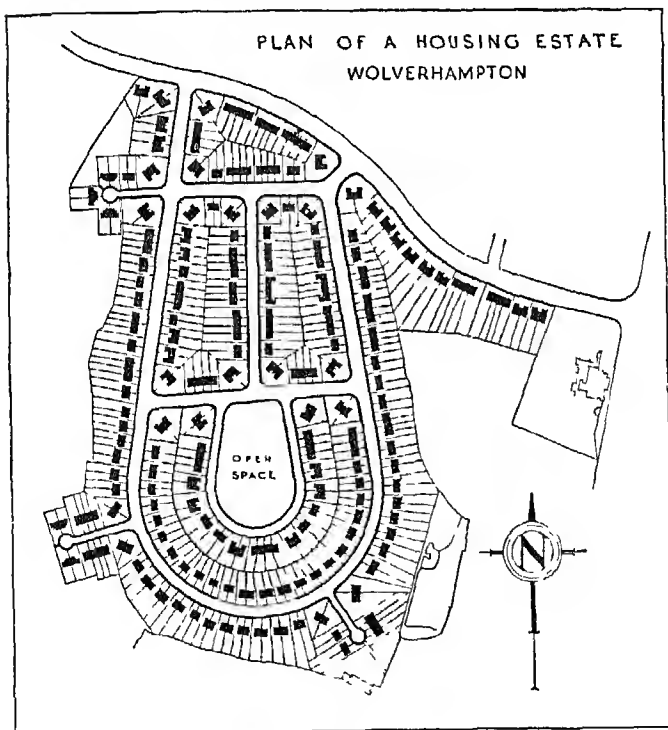 PLAN OF A HOUSING ESTATE
WOLVERHAMPTON
OPEN
SPACE
N